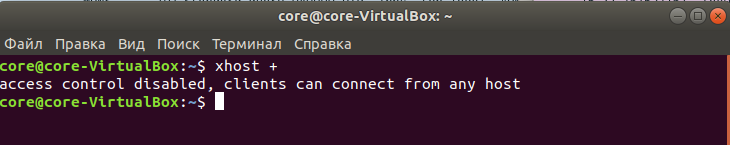 core@core-VirtualBox: ~
Файл Правка Вид Поиск Терминал Справка
core@core-VirtualBox:~$ xhost +
access control disabled, clients can connect from any host
core@core-VirtualBox:~$